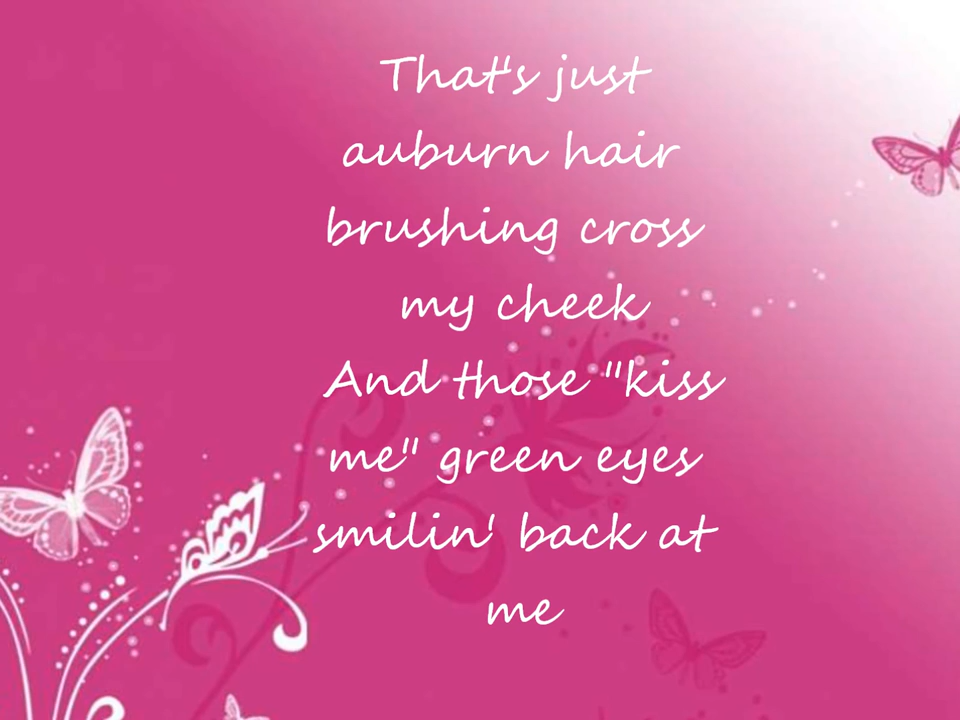 That's just
auburn hair
brushing cross
my cheek
And those "kiss
me" green eyes
smilin' back at
me